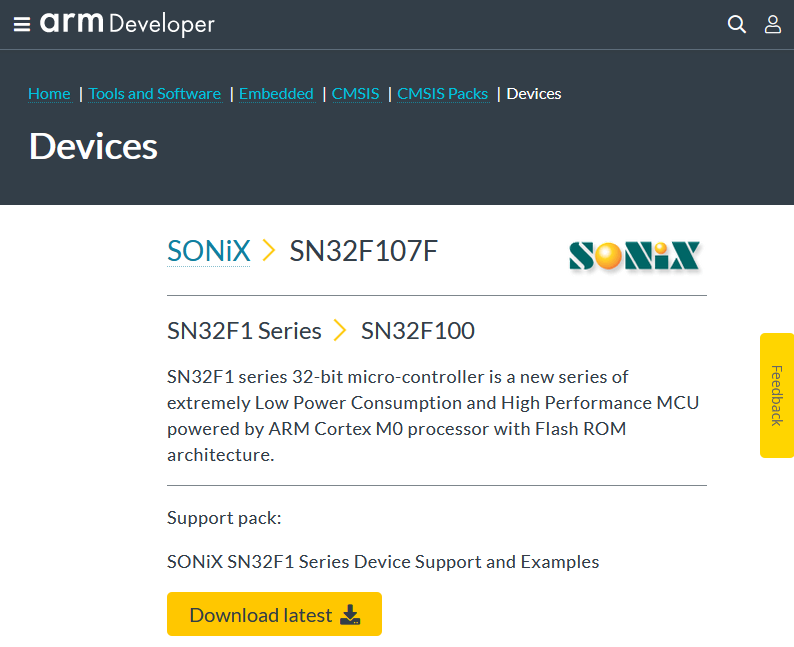 arm Developer
Home | Tools and Software | Embedded | CMSIS | CMSIS Packs | Devices
Devices
SONiX > SN32F107F
SONiX
SN32F1 Series > SN32F100
SN32F1 series 32-bit micro-controller is a new series of
extremely Low Power Consumption and High Performance MCU
powered by ARM Cortex M0 processor with Flash ROM
architecture.
Feedback
Support pack:
SONiX SN32F1 Series Device Support and Examples
Download latest